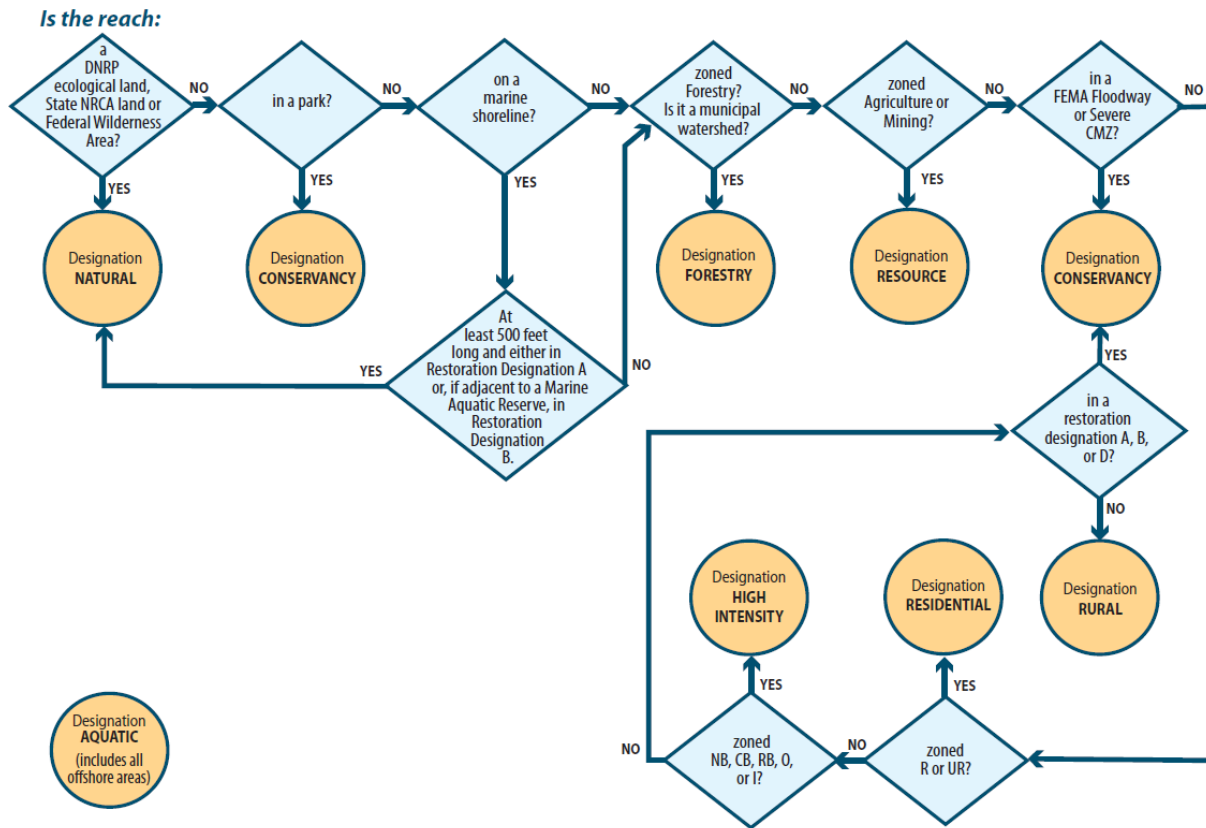 Is the reach:
a
DNRP
ecological land,
State NRCA land or
Federal Wilderness
Area?
NO
YES
Designation
NATURAL
in a park?
NO
YES
Designation
CONSERVANCY
on a
marine
shoreline?
NO
YES
At
least 500 feet
long and either in
Restoration Designation A
or, if adjacent to a Marine
Aquatic Reserve, in
Restoration
Designation
B.
YES
NO
zoned
Forestry?
Is it a municipal
watershed?
NO
YES
Designation
FORESTRY
zoned
Agriculture or
Mining?
NO
YES
Designation
RESOURCE
in a
FEMA Floodway
or Severe
CMZ?
NO
YES
Designation
CONSERVANCY
YES
in a
restoration
designation A, B,
or D?
NO
Designation
RURAL
Designation
RESIDENTIAL
YES
zoned
R or UR?
NO
Designation
HIGH
INTENSITY
YES
zoned
NB, CB, RB, O,
or I?
NO
Designation
AQUATIC
(includes all
offshore areas)